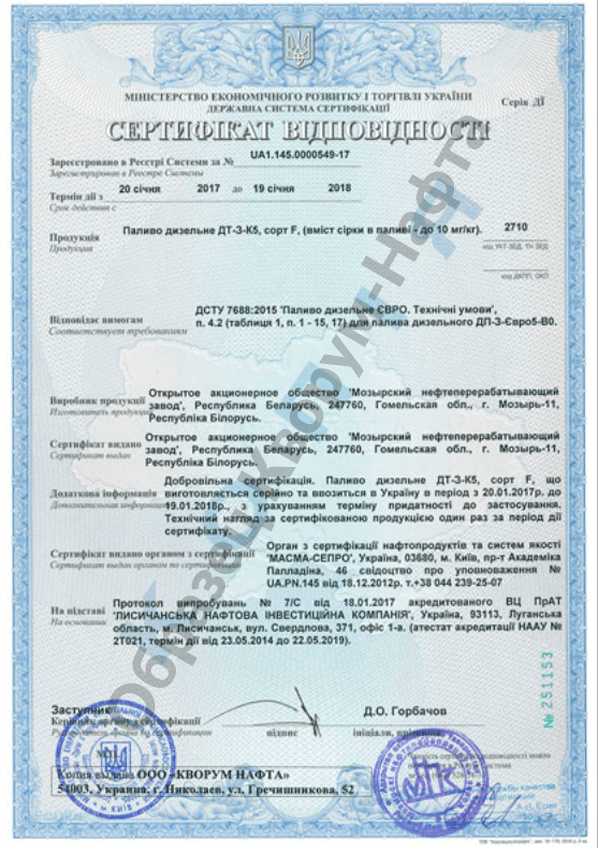 МІНІСТЕРСТВО ЕКОНОМІЧНОГО РОЗВИТКУ І ТОРГІВЛІ УКРАЇНИ
ДЕРЖАВНА СИСТЕМА СЕРТИФІКАЦІЇ
Серія ДЇ
СЕРТИФІКАТ ВІДПОВІДНОСТІ
Зареєстровано в Реєстрі Системи за № UA1.145.0000549-17
Зарегистрирован в Реестре Системы
Термін дії з 20 січня 2017 до 19 січня 2018
Срок действия с
Продукція Паливо дизельне ДТ-З-К5, сорт F, (вміст сірки в паливі - до 10 мг/кг). 2710
Продукция
код УКТ ЗЕД, ТН ЗЕД
код ДКПП, ОКП
Відповідає вимогам ДСТУ 7688:2015 'Паливо дизельне ЄВРО. Технічні умови',
Соответствует требованиям п. 4.2 (таблиця 1, п. 1 - 15, 17) для палива дизельного ДП-З-Євро5-В0.
Виробник продукції Открытое акционерное общество 'Мозырский нефтеперерабатывающий
Изготовитель продукции завод', Республика Беларусь, 247760, Гомельская обл., г. Мозырь-11,
Республіка Білорусь.
Сертифікат видано Открытое акционерное общество 'Мозырский нефтеперерабатывающий
Сертификат выдан завод', Республика Беларусь, 247760, Гомельская обл., г. Мозырь-11,
Республіка Білорусь.
Добровільна сертифікація. Паливо дизельне ДТ-З-К5, сорт F, що
Додаткова інформація виготовляється серійно та ввозиться в Україну в період з 20.01.2017р. до
Дополнительная информация 19.01.2018р., з урахуванням терміну придатності до застосування.
Технічний нагляд за сертифікованою продукцією один раз за період дії
сертифікату.
Сертифікат видано органом з сертифікації Орган з сертифікації нафтопродуктів та систем якості
Сертификат выдан органом по сертификации 'МАСМА-СЕПРО', Україна, 03680, м. Київ, пр-т Академіка
Палладіна, 46 свідоцтво про уповноваження №
UA.PN.145 від 18.12.2012р. т.+38 044 239-25-07
На підставі Протокол випробувань № 7/С від 18.01.2017 акредитованого ВЦ ПрАТ
На основании 'ЛИСИЧАНСЬКА НАФТОВА ІНВЕСТИЦІЙНА КОМПАНІЯ', Україна, 93113, Луганська
область, м. Лисичанськ, вул. Свердлова, 371, офіс 1-а. (атестат акредитації НААУ №
2Т021, термін дії від 23.05.2014 до 22.05.2019).
№ 251153
Заступник
Керівник органу з сертифікації
Руководитель органа по сертификации
підпис
Д.О. Горбачов
ініціали, прізвище
Копия выдана ООО «КВОРУМ НАФТА»
54003, Украина, г. Николаев, ул. Гречишникова, 52
Образец Кворум-Нафта